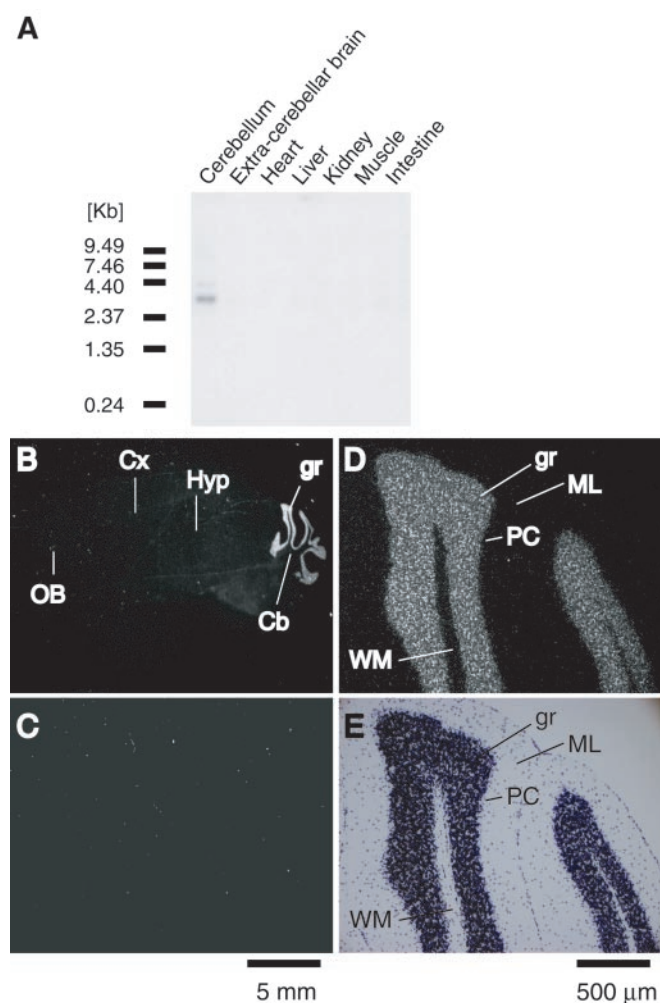 A
Cerebellum
Extra-cerebellar brain
Heart
Liver
Kidney
Muscle
Intestine
[Kb]
9.49
7.46
4.40
2.37
1.35
0.24
B
Cx
Hyp
gr
OB
Cb
D
gr
ML
PC
WM
C
E
gr
ML
PC
WM
5 mm
500 μm